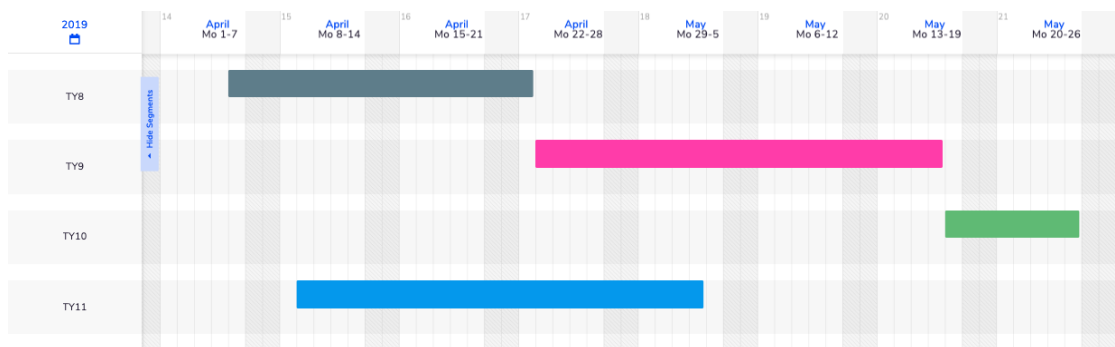 2019
14
April
Mo 1-7
15
April
Mo 8-14
16
April
Mo 15-21
17
April
Mo 22-28
18
May
Mo 29-5
19
May
Mo 6-12
20
May
Mo 13-19
21
May
Mo 20-26
Hide Segments
TY8
TY9
TY10
TY11